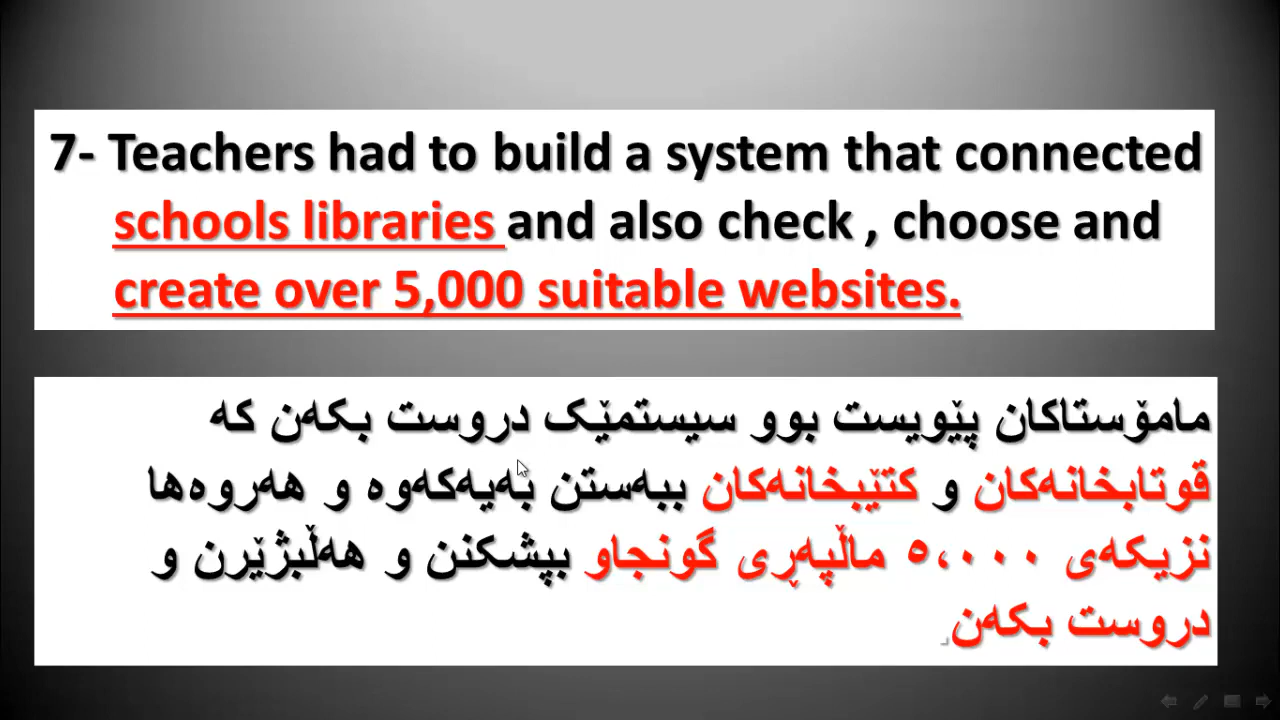 7- Teachers had to build a system that connected
schools libraries and also check , choose and
create over 5,000 suitable websites.
مامۆستاکان پێویست بوو سیستمێک دروست بکەن کە
قوتابخانەکان و کتێبخانەکان ببەستن بەیەکەوە و هەروەها
نزیکەی ٥،٠٠٠ ماڵپەڕی گونجاو بپشکنن و هەڵبژێرن و
دروست بکەن.